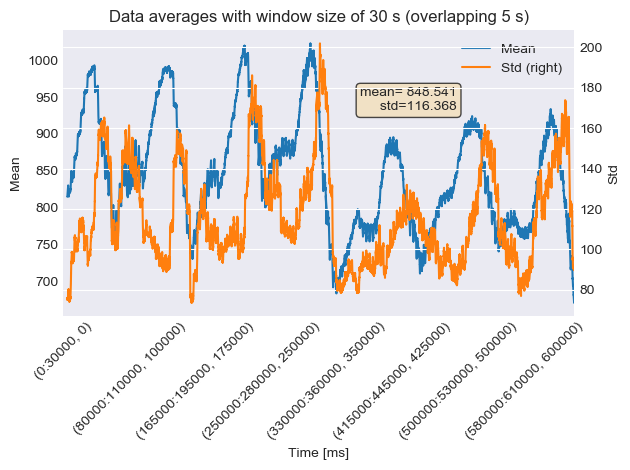 Data averages with window size of 30 s (overlapping 5 s)
Mean
Std (right)
mean= 848.541
std=116.368
1000
950
900
850
800
750
700
Mean
200
180
160
140
120
100
80
Std
(0:30000, 0)
(80000:110000, 100000)
(165000:195000, 175000)
(250000:280000, 250000)
(330000:360000, 350000)
(415000:445000, 425000)
(500000:530000, 500000)
(580000:610000, 600000)
Time [ms]